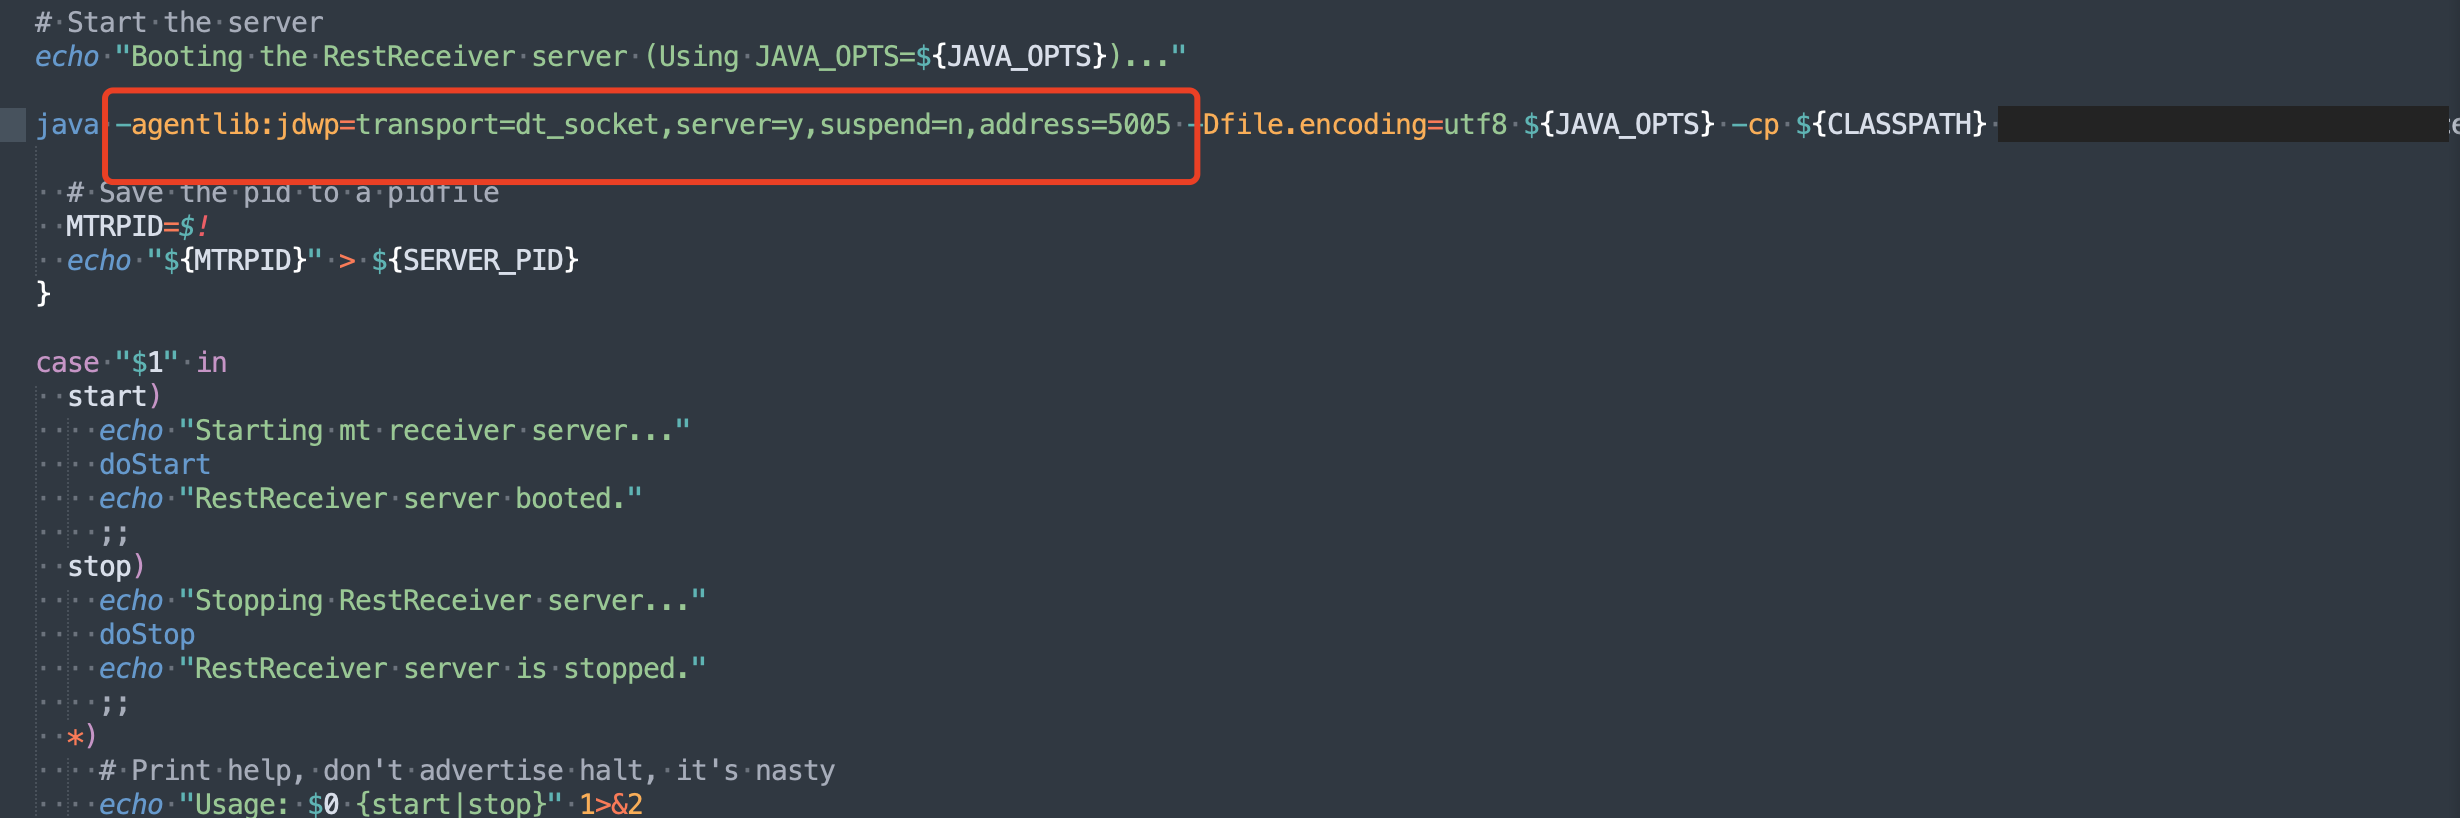 # Start the server
echo "Booting the RestReceiver server (Using JAVA_OPTS=${JAVA_OPTS})..."
java -agentlib:jdwp=transport=dt_socket,server=y,suspend=n,address=5005 -Dfile.encoding=utf8 ${JAVA_OPTS} -cp ${CLASSPATH}
# Save the pid to a pidfile
MTRPID=$!
echo "${MTRPID}" > ${SERVER_PID}
}
case "$1" in
start)
echo "Starting mt receiver server..."
doStart
echo "RestReceiver server booted."
;;
stop)
echo "Stopping RestReceiver server..."
doStop
echo "RestReceiver server is stopped."
;;
*)
# Print help, don't advertise halt, it's nasty
echo "Usage: $0 {start|stop}" 1>&2